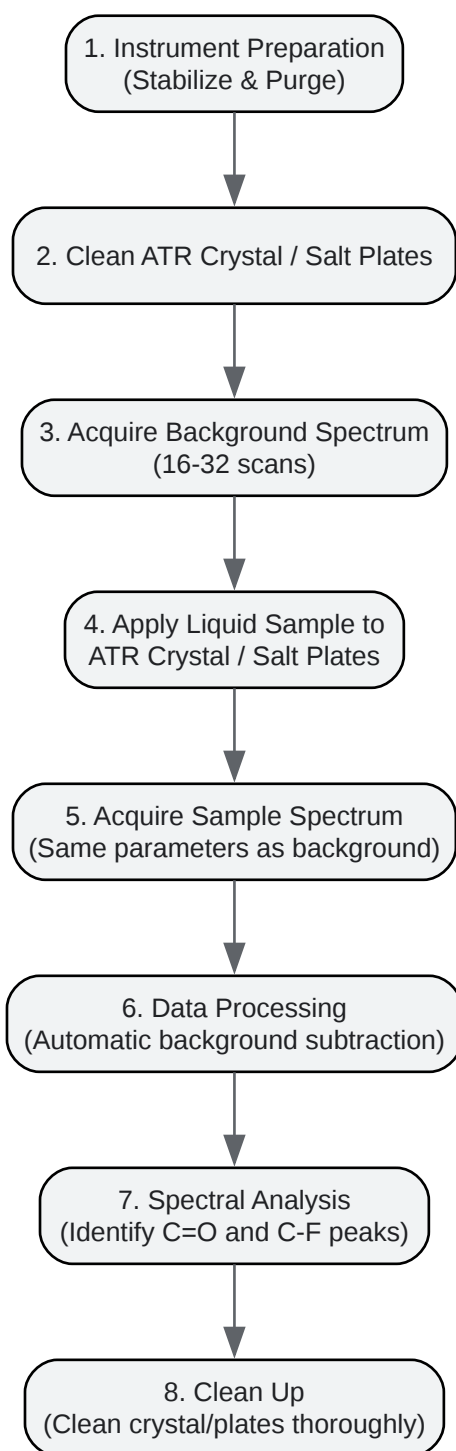 1. Instrument Preparation
(Stabilize & Purge)
2. Clean ATR Crystal / Salt Plates
3. Acquire Background Spectrum
(16-32 scans)
4. Apply Liquid Sample to
ATR Crystal / Salt Plates
5. Acquire Sample Spectrum
(Same parameters as background)
6. Data Processing
(Automatic background subtraction)
7. Spectral Analysis
(Identify C=O and C-F peaks)
8. Clean Up
(Clean crystal/plates thoroughly)